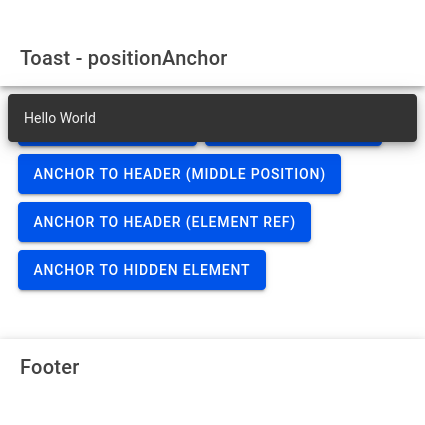 Toast - positionAnchor
Hello World
ANCHOR TO HEADER (MIDDLE POSITION)
ANCHOR TO HEADER (ELEMENT REF)
ANCHOR TO HIDDEN ELEMENT
Footer